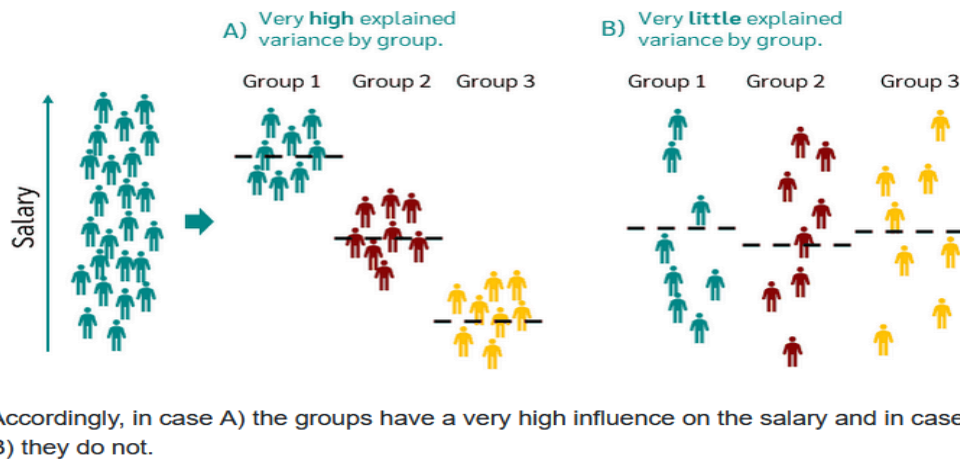 A) Very high explained
variance by group.
B) Very little explained
variance by group.
Group 1 Group 2 Group 3
Group 1 Group 2 Group 3
Salary
Accordingly, in case A) the groups have a very high influence on the salary and in case
B) they do not.